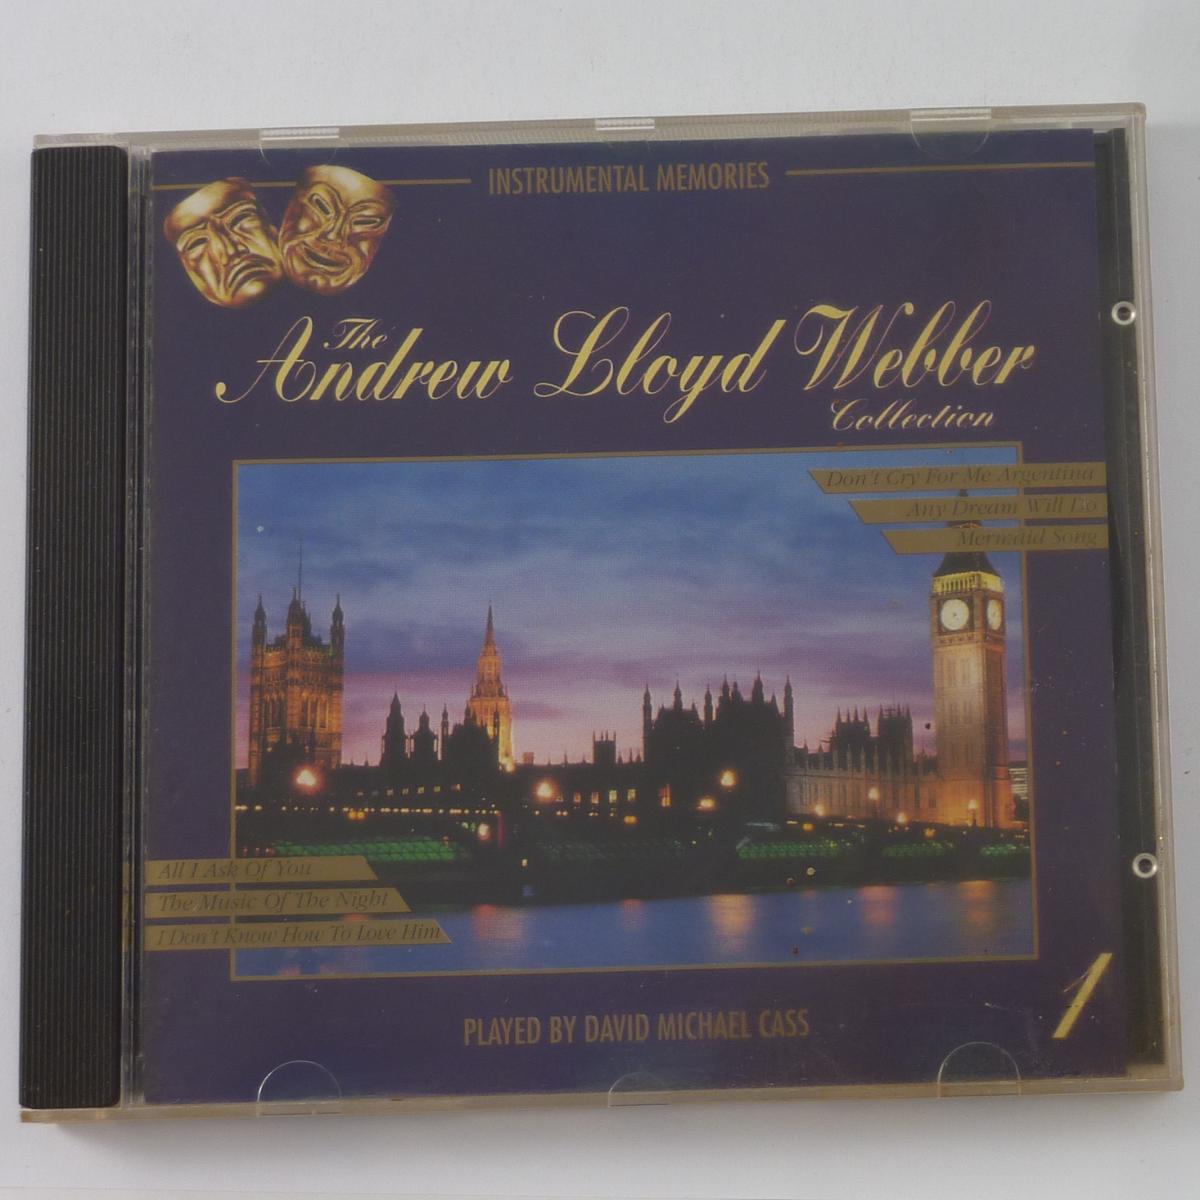 INSTRUMENTAL MEMORIES
The
Andrew Lloyd Webber
Collection
Don't Cry For Me Argentina
Any Dream Will Do
Mermaid Song
All I Ask Of You
The Music Of The Night
I Don't Know How To Love Him
1
PLAYED BY DAVID MICHAEL CASS